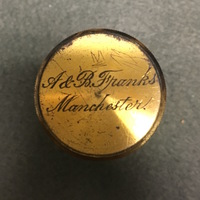 A & B. Franks
Manchester.